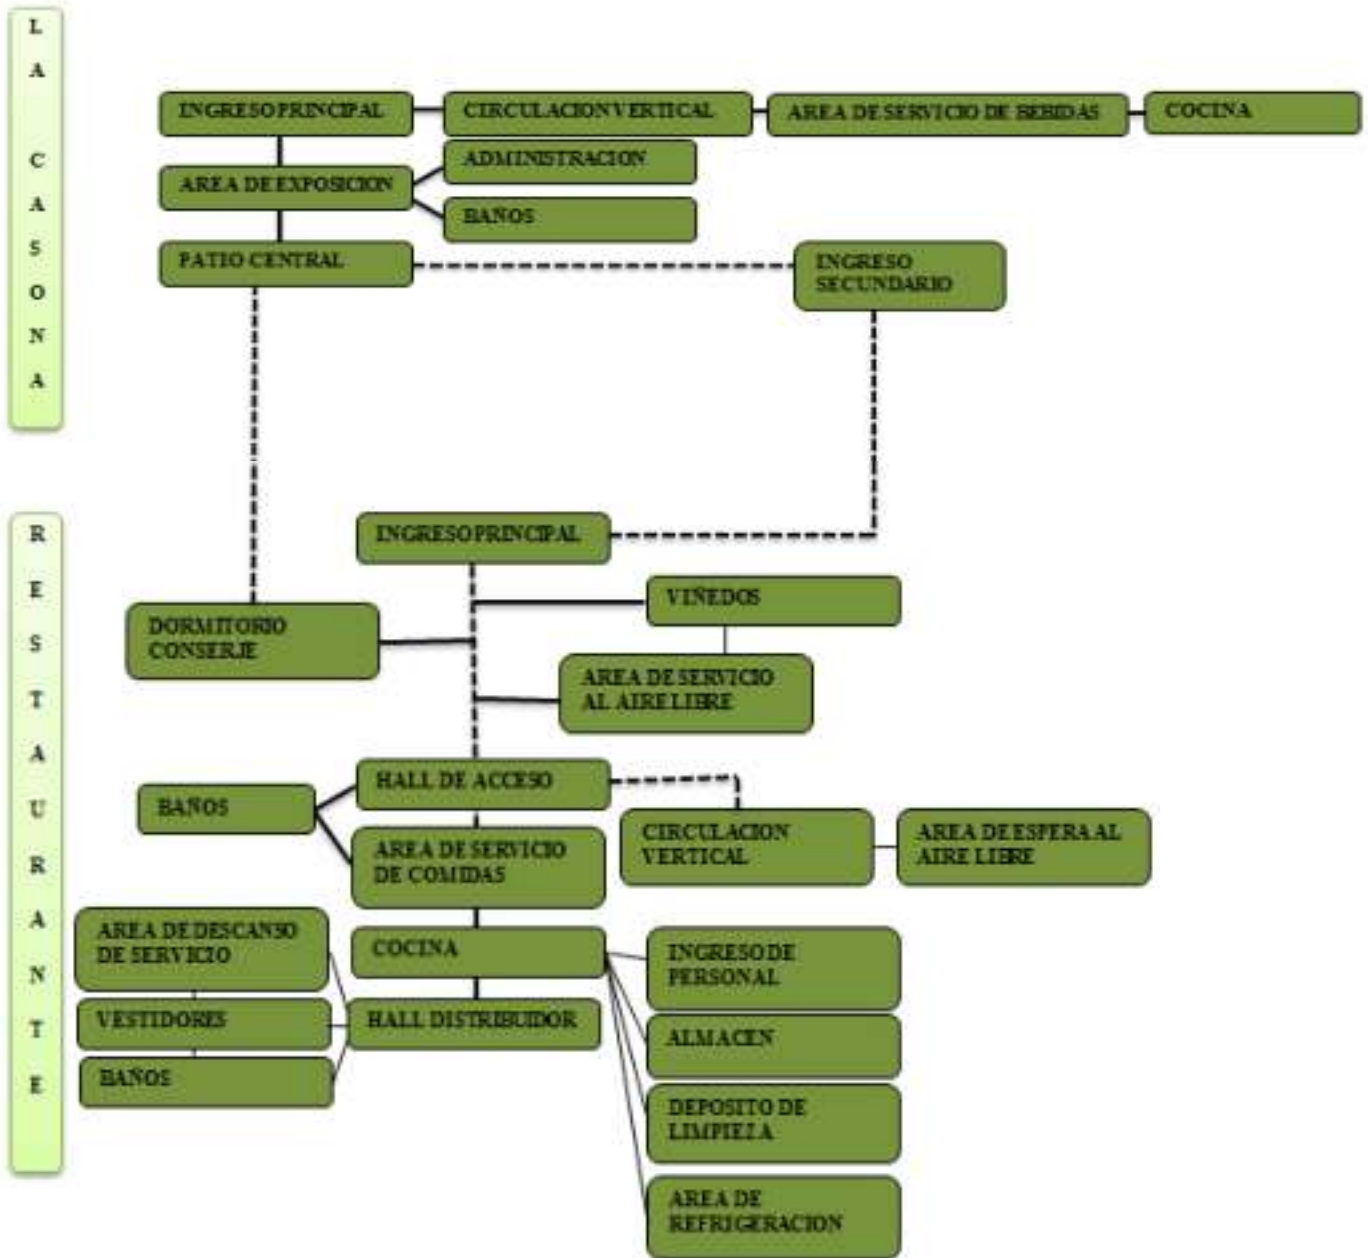 LA CASONA
INGRESO PRINCIPAL
CIRCULACION VERTICAL
AREA DE SERVICIO DE BEBIDAS
COCINA
ADMINISTRACION
AREA DE EXPOSICION
BAÑOS
PATIO CENTRAL
INGRESO
SECUNDARIO
RESTAURANTE
INGRESO PRINCIPAL
VIÑEDOS
DORMITORIO
CONSERJE
AREA DE SERVICIO
AL AIRE LIBRE
HALL DE ACCESO
BAÑOS
CIRCULACION
VERTICAL
AREA DE ESPERA AL
AIRE LIBRE
AREA DE SERVICIO
DE COMIDAS
AREA DE DESCANSO
DE SERVICIO
COCINA
INGRESO DE
PERSONAL
VESTIDORES
HALL DISTRIBUIDOR
ALMACEN
BAÑOS
DEPOSITO DE
LIMPIEZA
AREA DE
REFRIGERACION